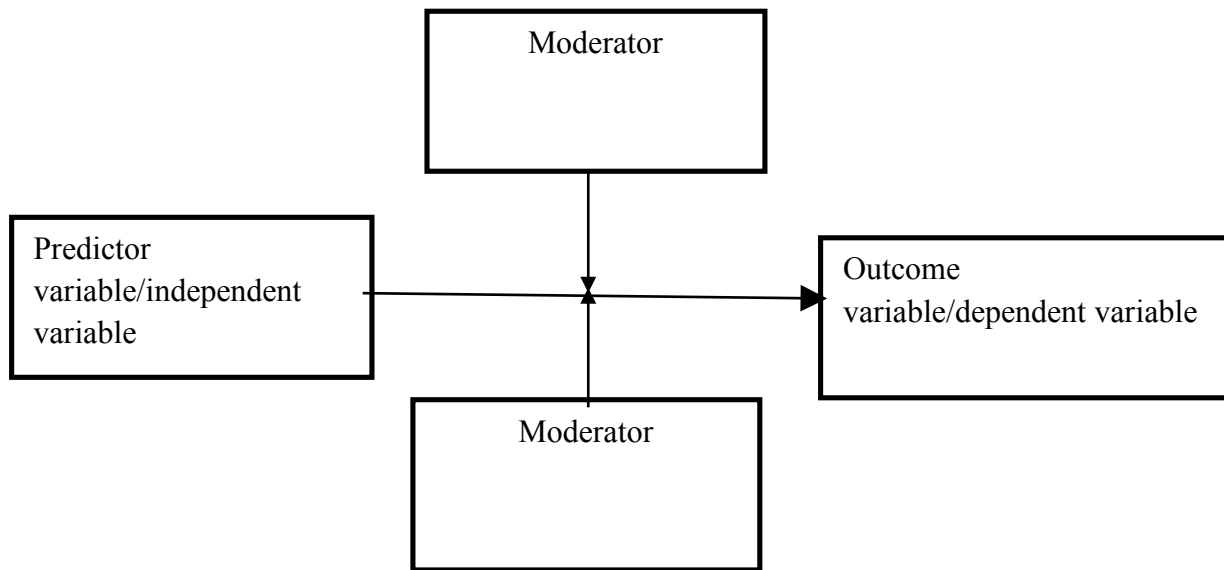 Moderator
Predictor
variable/independent
variable
Outcome
variable/dependent variable
Moderator